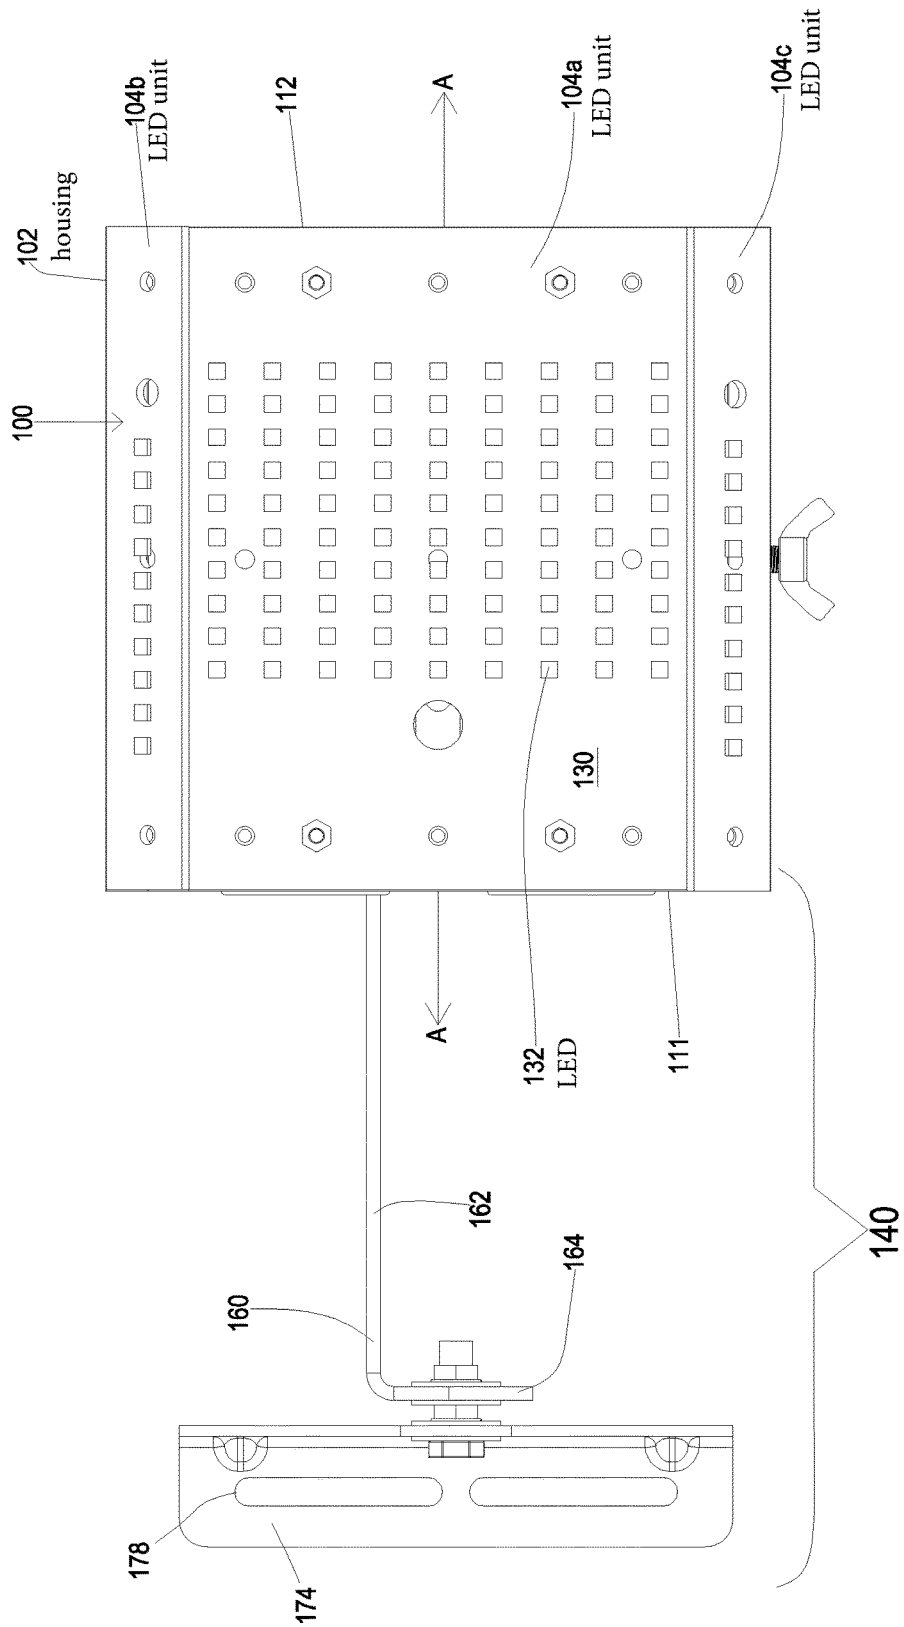 102
housing
104b
LED unit
112
A
104a
LED unit
104c
LED unit
100
130
A
132
LED
111
162
160
164
140
178
174